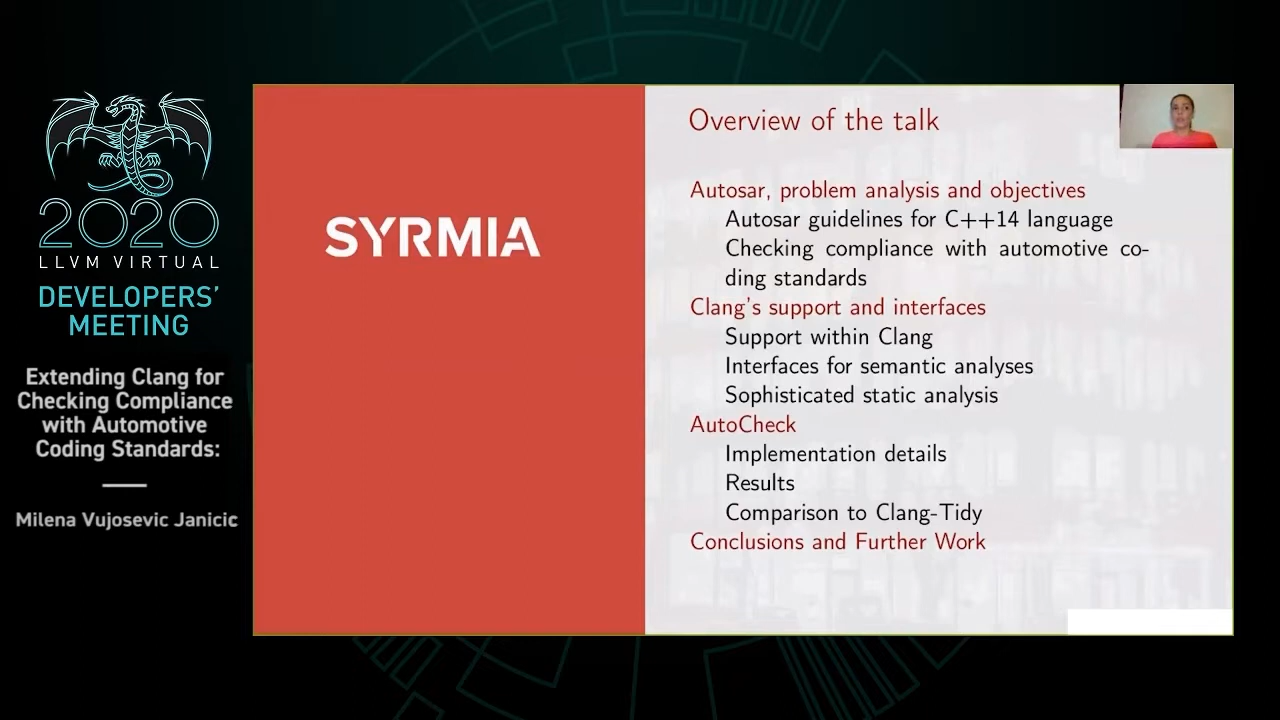 2020
LLVM VIRTUAL
DEVELOPERS'
MEETING
Extending Clang for
Checking Compliance
with Automotive
Coding Standards:
Milena Vujosevic Janicic
SYRMIA
Overview of the talk
Autosar, problem analysis and objectives
Autosar guidelines for C++14 language
Checking compliance with automotive co-
ding standards
Clang's support and interfaces
Support within Clang
Interfaces for semantic analyses
Sophisticated static analysis
AutoCheck
Implementation details
Results
Comparison to Clang-Tidy
Conclusions and Further Work